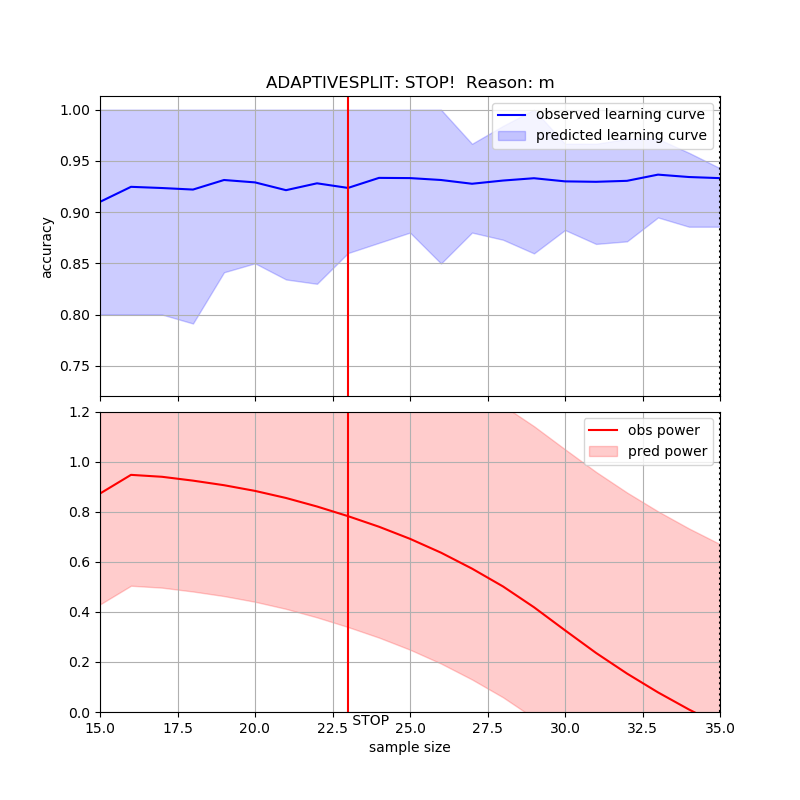 ADAPTIVESPLIT: STOP!  Reason: m
1.00
0.95
0.90
0.85
0.80
0.75
accuracy
observed learning curve
predicted learning curve
1.2
1.0
0.8
0.6
0.4
0.2
0.0
obs power
pred power
STOP
15.0 17.5 20.0 22.5 25.0 27.5 30.0 32.5 35.0
sample size